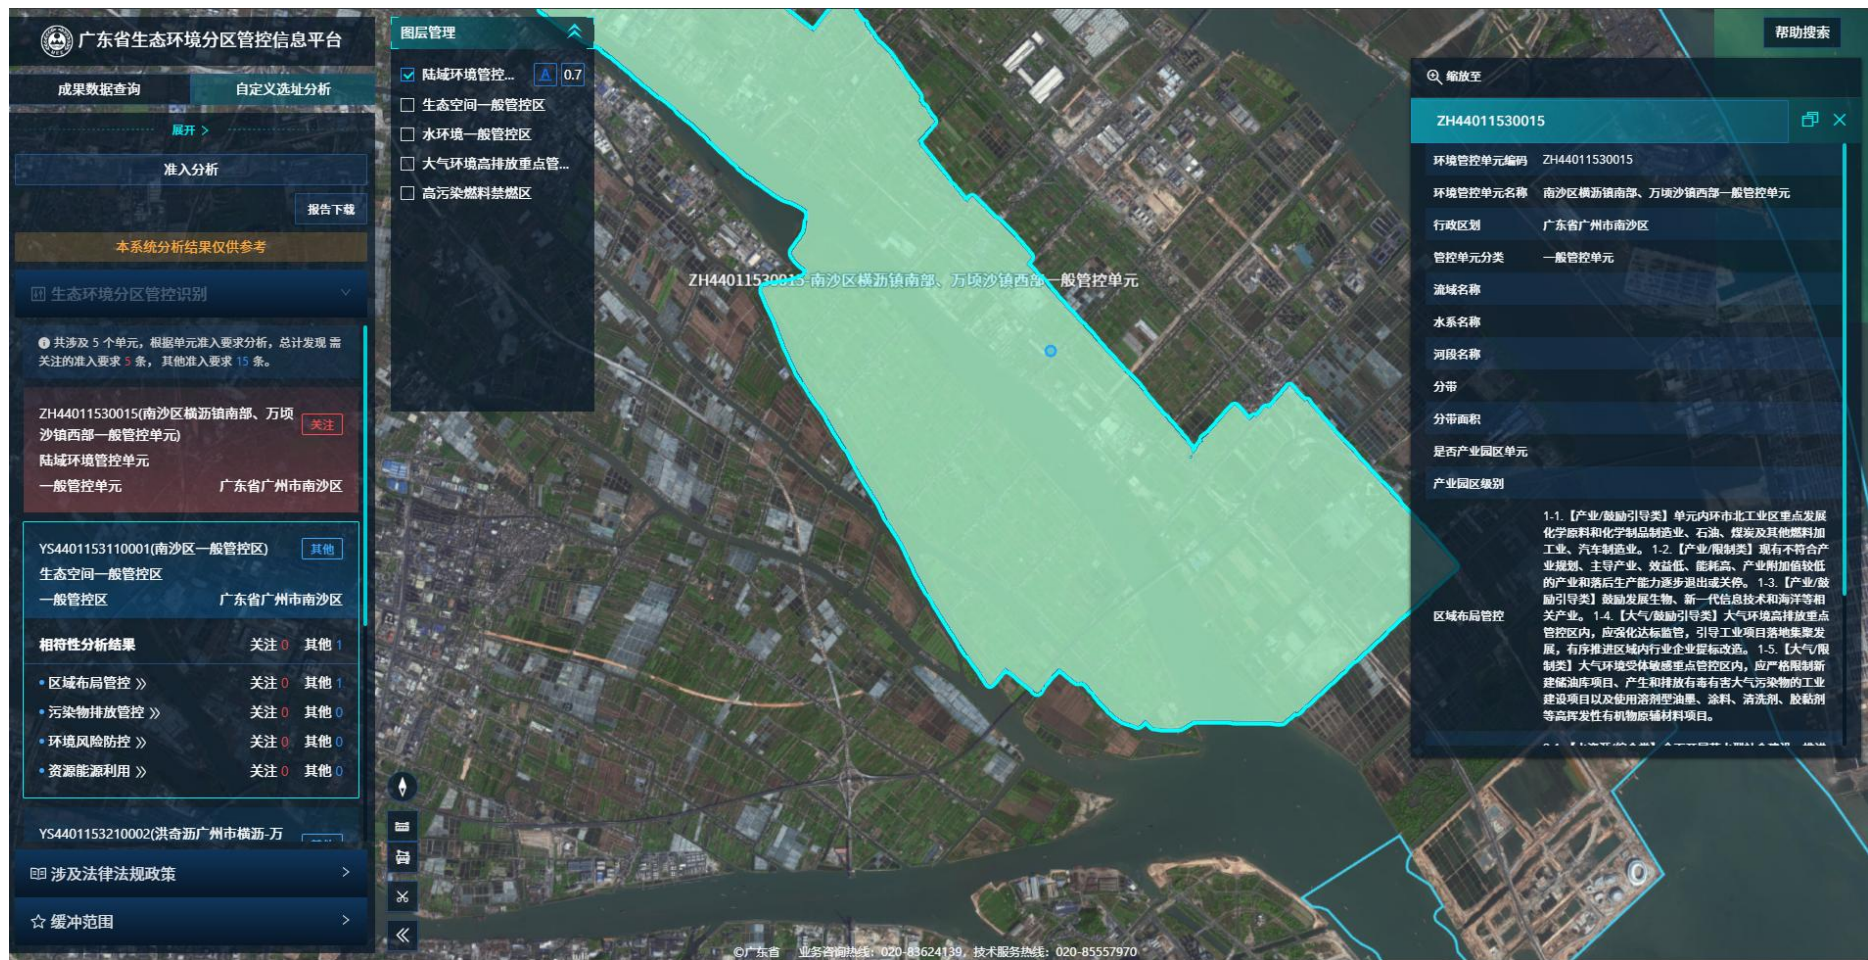 广东省生态环境分区管控信息平台
成果数据查询 自定义选址分析
展开 >
准入分析
报告下载
本系统分析结果仅供参考
生态环境分区管控识别
共涉及 5 个单元，根据单元准入要求分析，总计发现 需
关注的准入要求 5 条， 其他准入要求 15 条。
ZH44011530015(南沙区横沥镇南部、万顷
沙镇西部一般管控单元)
关注
陆域环境管控单元
一般管控单元 广东省广州市南沙区
YS4401153110001(南沙区一般管控区) 其他
生态空间一般管控区
一般管控区 广东省广州市南沙区
相符性分析结果 关注 0 其他 1
• 区域布局管控 》 关注 0 其他 1
• 污染物排放管控 》 关注 0 其他 0
• 环境风险防控 》 关注 0 其他 0
• 资源能源利用 》 关注 0 其他 0
YS4401153210002(洪奇沥广州市横沥-万
涉及法律法规政策 >
缓冲范围 >
图层管理
陆域环境管控... A 0.7
生态空间一般管控区
水环境一般管控区
大气环境高排放重点管...
高污染燃料禁燃区
ZH44011530015-南沙区横沥镇南部、万顷沙镇西部一般管控单元
帮助搜索
缩放至
ZH44011530015
环境管控单元编码 ZH44011530015
环境管控单元名称 南沙区横沥镇南部、万顷沙镇西部一般管控单元
行政区划 广东省广州市南沙区
管控单元分类 一般管控单元
流域名称
水系名称
河段名称
分带
分带面积
是否产业园区单元
产业园区级别
区域布局管控
1-1.【产业/鼓励引导类】单元内环市北工业区重点发展
化学原料和化学制品制造业、石油、煤炭及其他燃料加
工业、汽车制造业。 1-2.【产业/限制类】现有不符合产
业规划、主导产业、效益低、能耗高、产业附加值较低
的产业和落后生产能力逐步退出或关停。 1-3.【产业/鼓
励引导类】鼓励发展生物、新一代信息技术和海洋等相
关产业。 1-4.【大气/鼓励引导类】大气环境高排放重点
管控区内，应强化达标监管，引导工业项目落地集聚发
展，有序推进区域内行业企业提标改造。 1-5.【大气/限
制类】大气环境受体敏感重点管控区内，应严格限制新
建储油库项目、产生和排放有毒有害大气污染物的工业
建设项目以及使用溶剂型油墨、涂料、清洗剂、胶黏剂
等高挥发性有机物原辅材料项目。
©广东省 业务咨询热线：020-83624139，技术服务热线：020-85557970